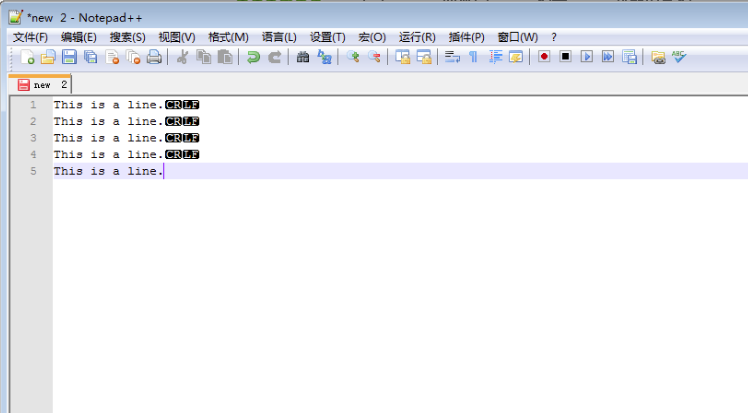 *new 2 - Notepad++
文件(F) 编辑(E) 搜索(S) 视图(V) 格式(M) 语言(L) 设置(T) 宏(O) 运行(R) 插件(P) 窗口(W) ?
new 2
1 This is a line.CRLF
2 This is a line.CRLF
3 This is a line.CRLF
4 This is a line.CRLF
5 This is a line.